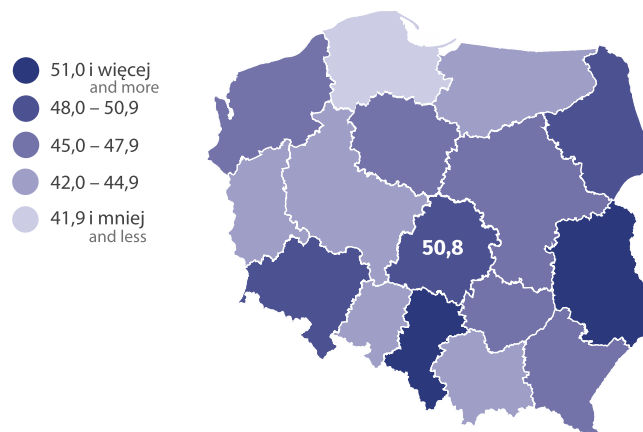 51,0 i więcej
and more
48,0 – 50,9
45,0 – 47,9
42,0 – 44,9
41,9 i mniej
and less
50,8